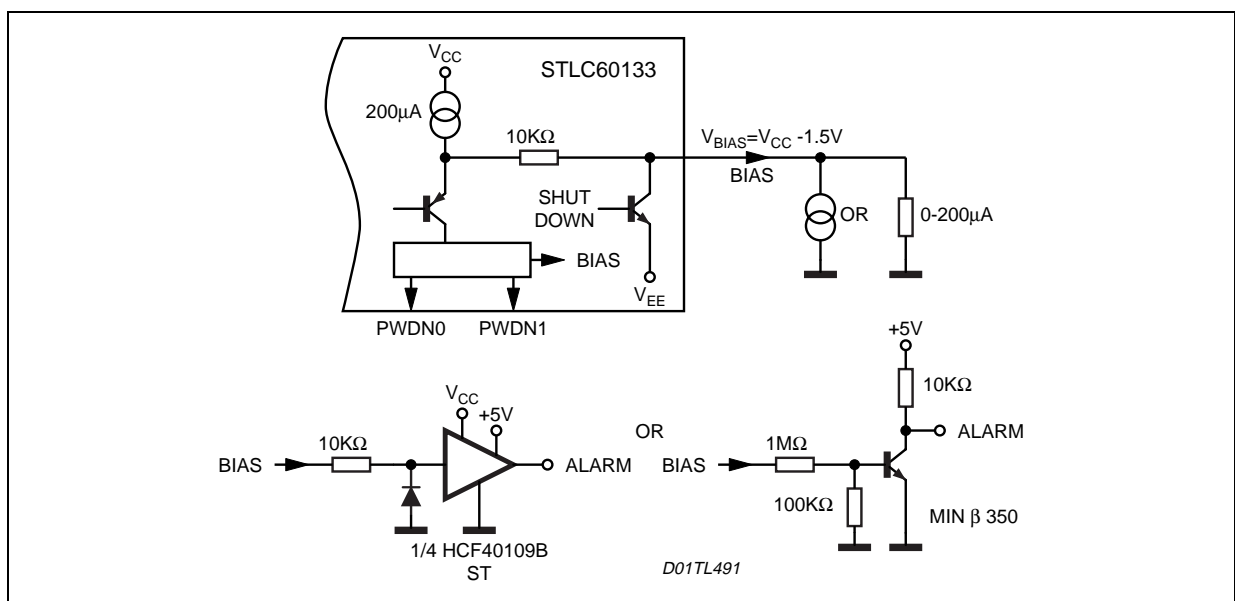 V_CC
STLC60133
200μA
10KΩ
V_BIAS=V_CC -1.5V
BIAS
SHUT
DOWN
OR
0-200μA
BIAS
V_EE
PWDN0
PWDN1
+5V
10KΩ
V_CC
+5V
10KΩ
OR
ALARM
BIAS
ALARM
BIAS
1MΩ
100KΩ
MIN β 350
1/4 HCF40109B
ST
D01TL491